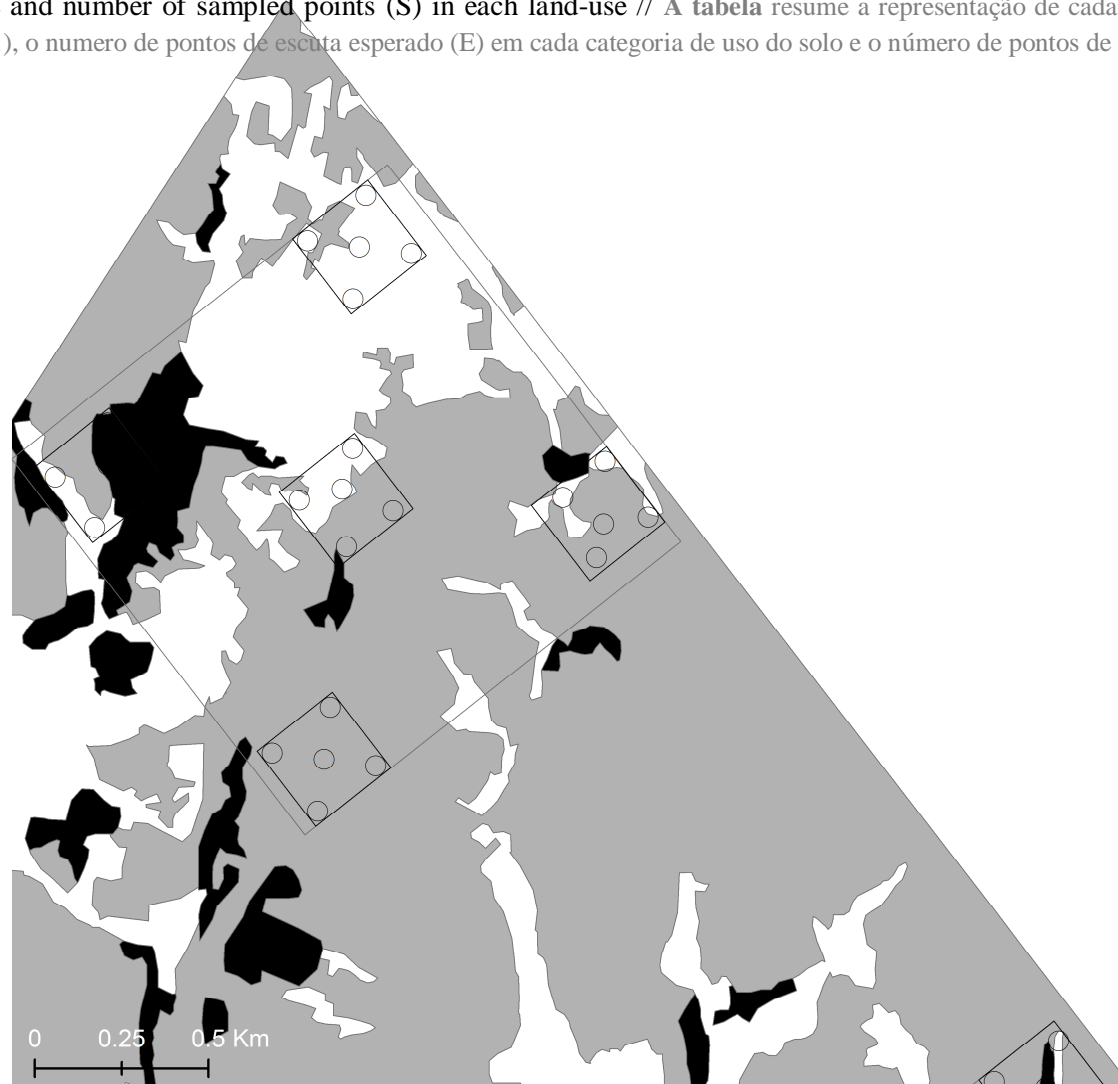 and number of sampled points (S) in each land-use // A tabela resume a representação de cada
), o numero de pontos de escuta esperado (E) em cada categoria de uso do solo e o número de pontos de
0 0.25 0.5 Km